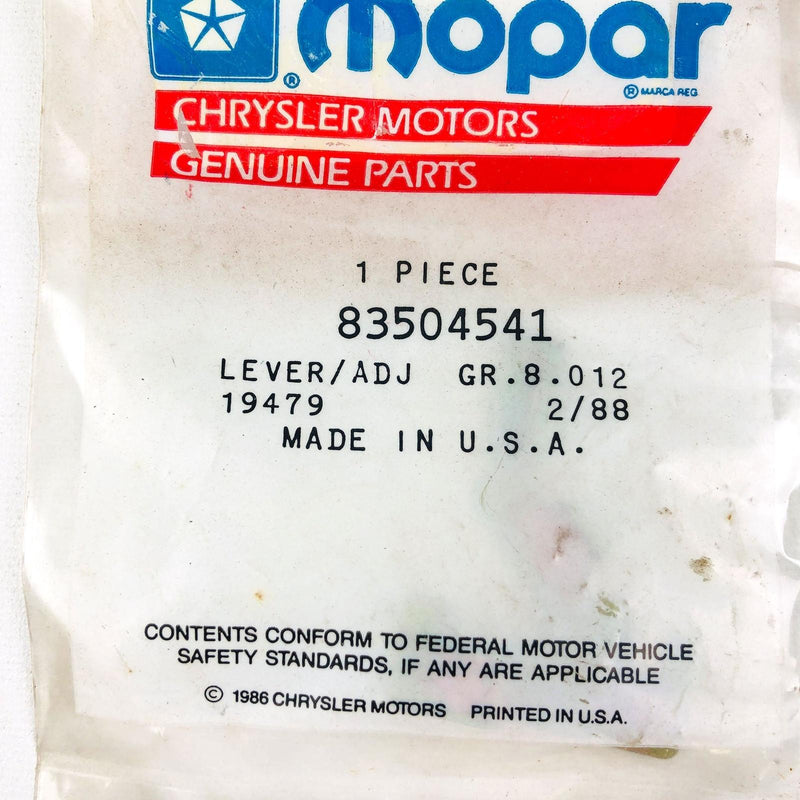 Mopar
® ® MARCA REG
CHRYSLER MOTORS
GENUINE PARTS
1 PIECE
83504541
LEVER/ADJ GR.8.012
19479 2/88
MADE IN U.S.A.
CONTENTS CONFORM TO FEDERAL MOTOR VEHICLE
SAFETY STANDARDS, IF ANY ARE APPLICABLE
© 1986 CHRYSLER MOTORS PRINTED IN U.S.A.